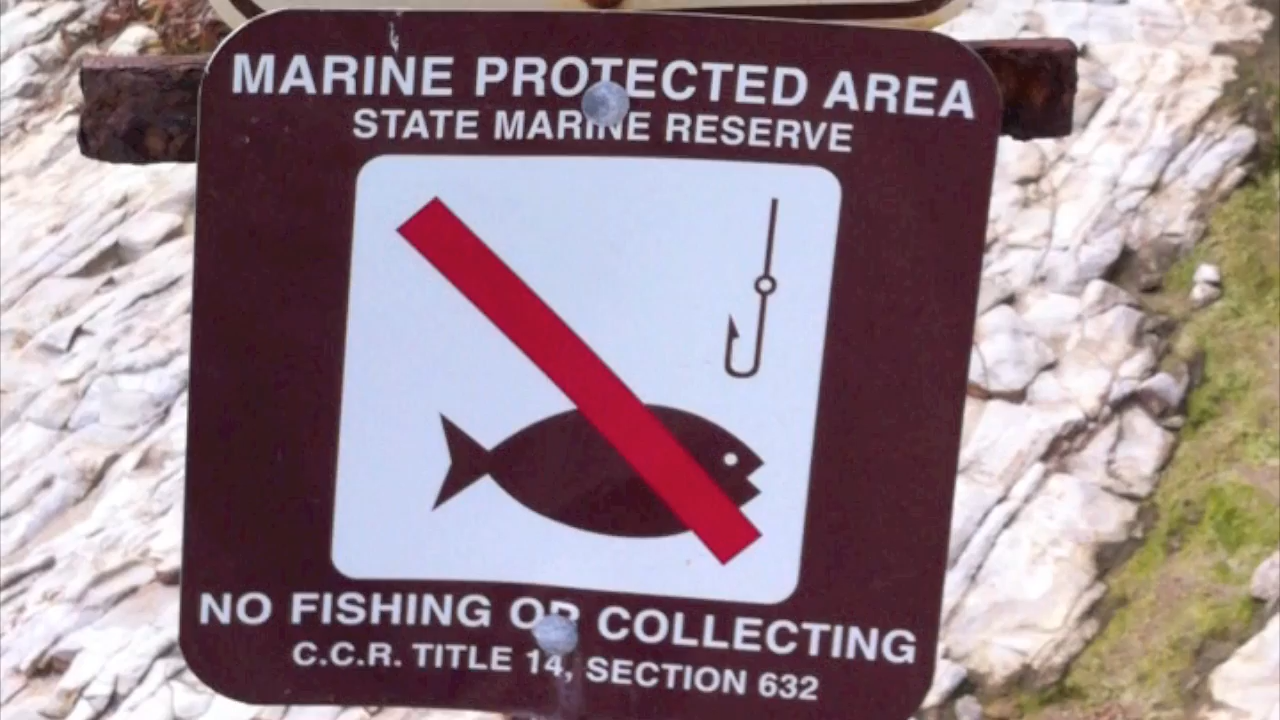 MARINE PROTECTED AREA
STATE MARINE RESERVE
NO FISHING OR COLLECTING
C.C.R. TITLE 14, SECTION 632